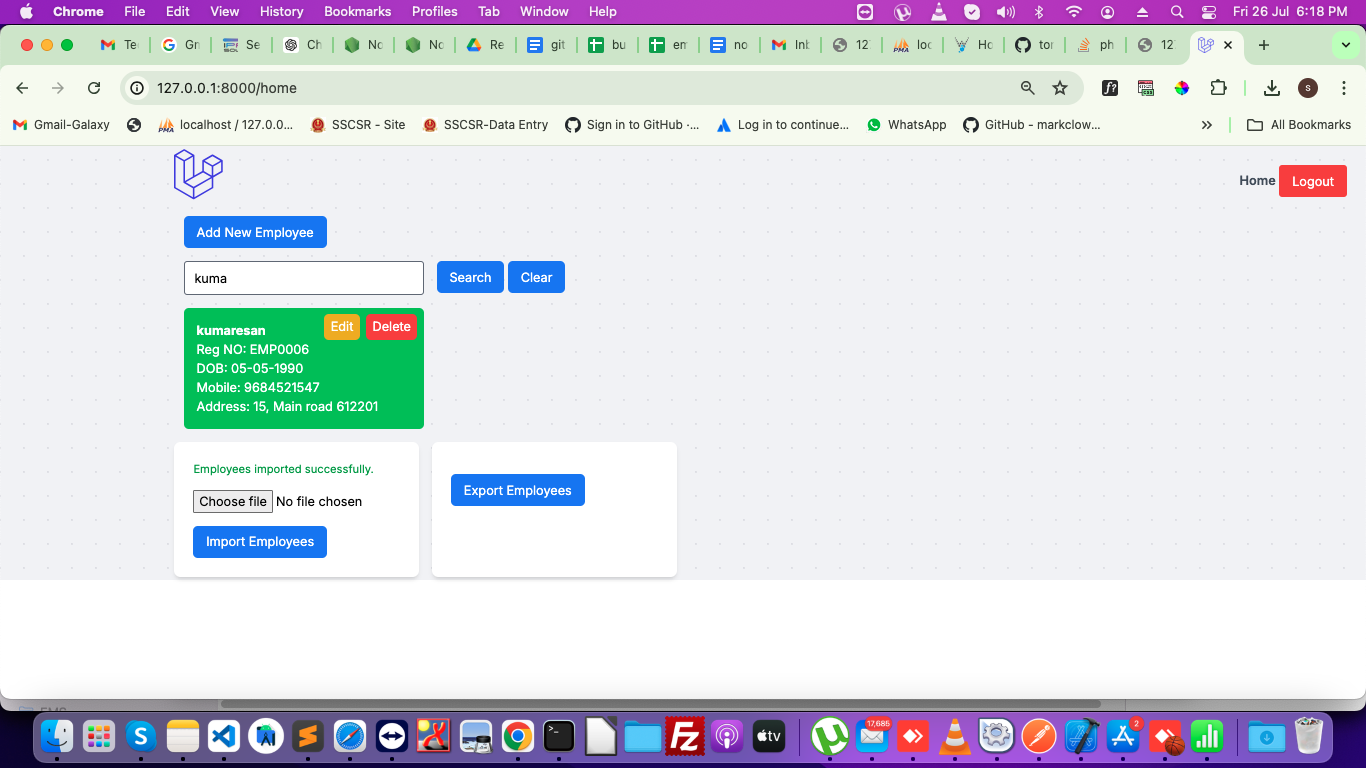 Chrome File Edit View History Bookmarks Profiles Tab Window Help Fri 26 Jul 6:18 PM
Te Gn Se Ch No No Re git bu em no Inb 12 loc Ho tor ph 12
127.0.0.1:8000/home
f? S
Gmail-Galaxy localhost / 127.0.0... SSCSR - Site SSCSR-Data Entry Sign in to GitHub ·... Log in to continue... WhatsApp GitHub - markclow... All Bookmarks
Home Logout
Add New Employee
kuma Search Clear
kumaresan Edit Delete
Reg NO: EMP0006
DOB: 05-05-1990
Mobile: 9684521547
Address: 15, Main road 612201
Employees imported successfully.
Choose file No file chosen
Export Employees
Import Employees
17,685
2
tv
Fz